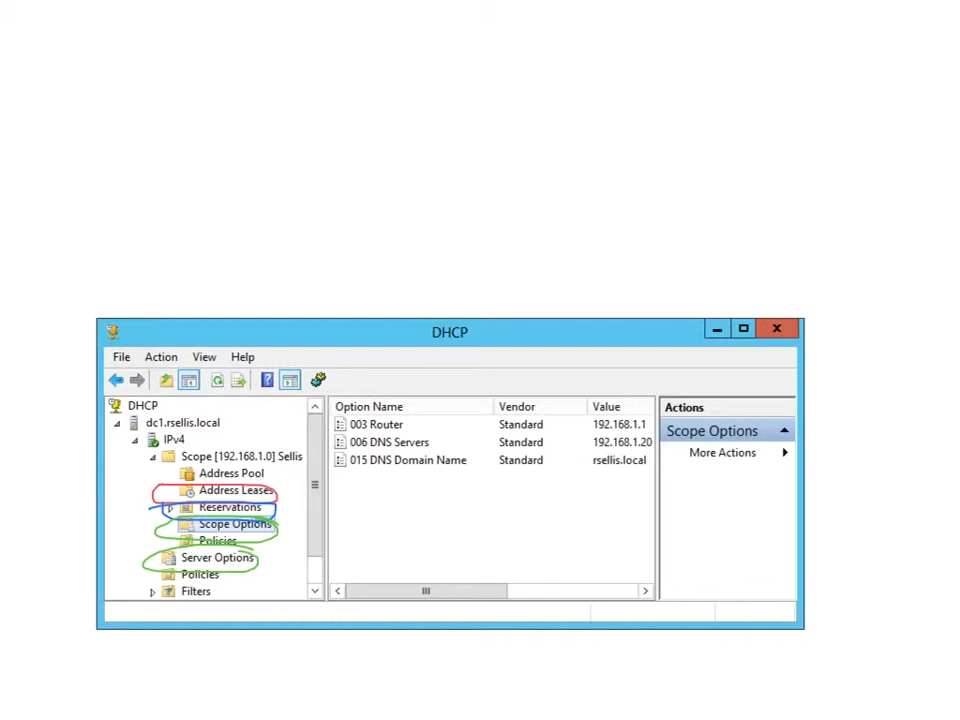 DHCP
File Action View Help
DHCP
dc1.rsellis.local
IPv4
Scope [192.168.1.0] Sellis
Address Pool
Address Leases
Reservations
Scope Options
Policies
Server Options
Policies
Filters
Option Name Vendor Value
003 Router Standard 192.168.1.1
006 DNS Servers Standard 192.168.1.20
015 DNS Domain Name Standard rsellis.local
Actions
Scope Options
More Actions